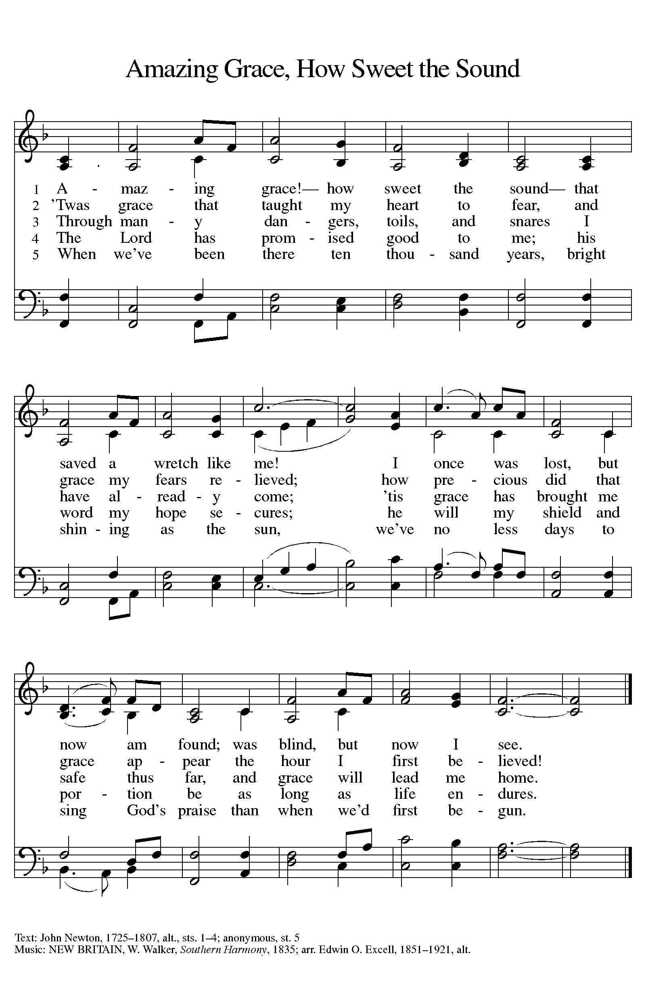 Amazing Grace, How Sweet the Sound
1 A - maz - ing grace!— how sweet the sound— that
2 ’Twas grace that taught my heart to fear, and
3 Through man - y dan - gers, toils, and snares I
4 The Lord has prom - ised good to me; his
5 When we’ve been there ten thou - sand years, bright
saved a wretch like me! I once was lost, but
grace my fears re - lieved; how pre - cious did that
have al - read - y come; ’tis grace has brought me
word my hope se - cures; he will my shield and
shin - ing as the sun, we’ve no less days to
now am found; was blind, but now I see.
grace ap - pear the hour I first be - lieved!
safe thus far, and grace will lead me home.
por - tion be as long as life en - dures.
sing God’s praise than when we’d first be - gun.
Text: John Newton, 1725–1807, alt., sts. 1–4; anonymous, st. 5
Music: NEW BRITAIN, W. Walker, Southern Harmony, 1835; arr. Edwin O. Excell, 1851–1921, alt.